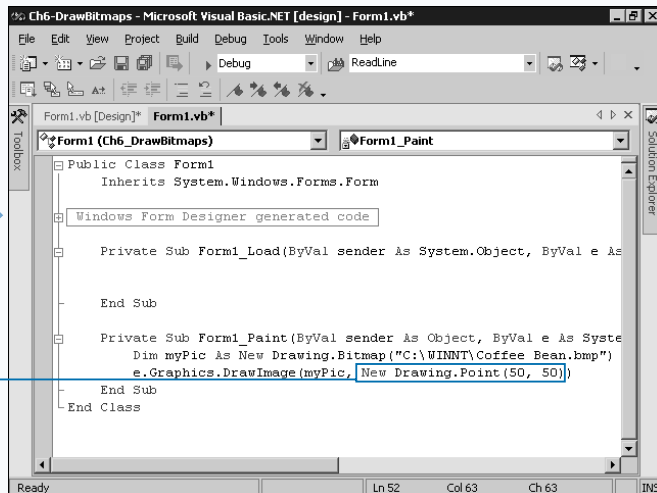 Ch6-DrawBitmaps - Microsoft Visual Basic.NET [design] - Form1.vb*
File Edit View Project Build Debug Tools Window Help
Debug ReadLine
Form1.vb [Design]* Form1.vb*
Toolbox
Form1 (Ch6_DrawBitmaps) Form1_Paint
Solution Explorer
Public Class Form1
Inherits System.Windows.Forms.Form
Windows Form Designer generated code
Private Sub Form1_Load(ByVal sender As System.Object, ByVal e As
End Sub
Private Sub Form1_Paint(ByVal sender As Object, ByVal e As Syste
Dim myPic As New Drawing.Bitmap("C:\WINNT\Coffee Bean.bmp")
e.Graphics.DrawImage(myPic, New Drawing.Point(50, 50))
End Sub
End Class
Ready Ln 52 Col 63 Ch 63 INS